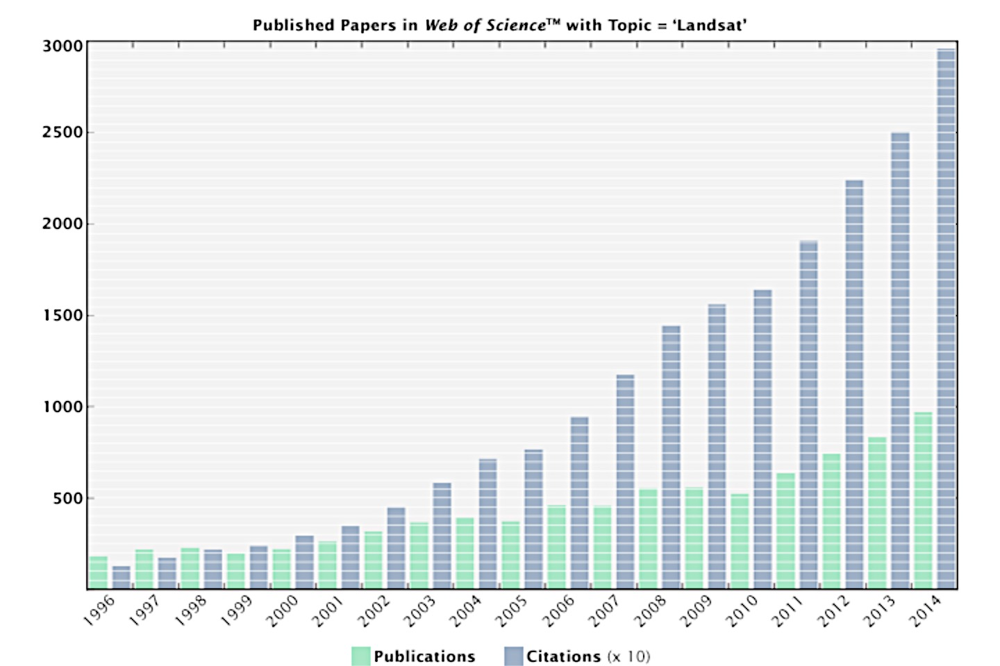 Published Papers in Web of Science™ with Topic = ‘Landsat’
3000
2500
2000
1500
1000
500
1996 1997 1998 1999 2000 2001 2002 2003 2004 2005 2006 2007 2008 2009 2010 2011 2012 2013 2014
Publications Citations (x 10)